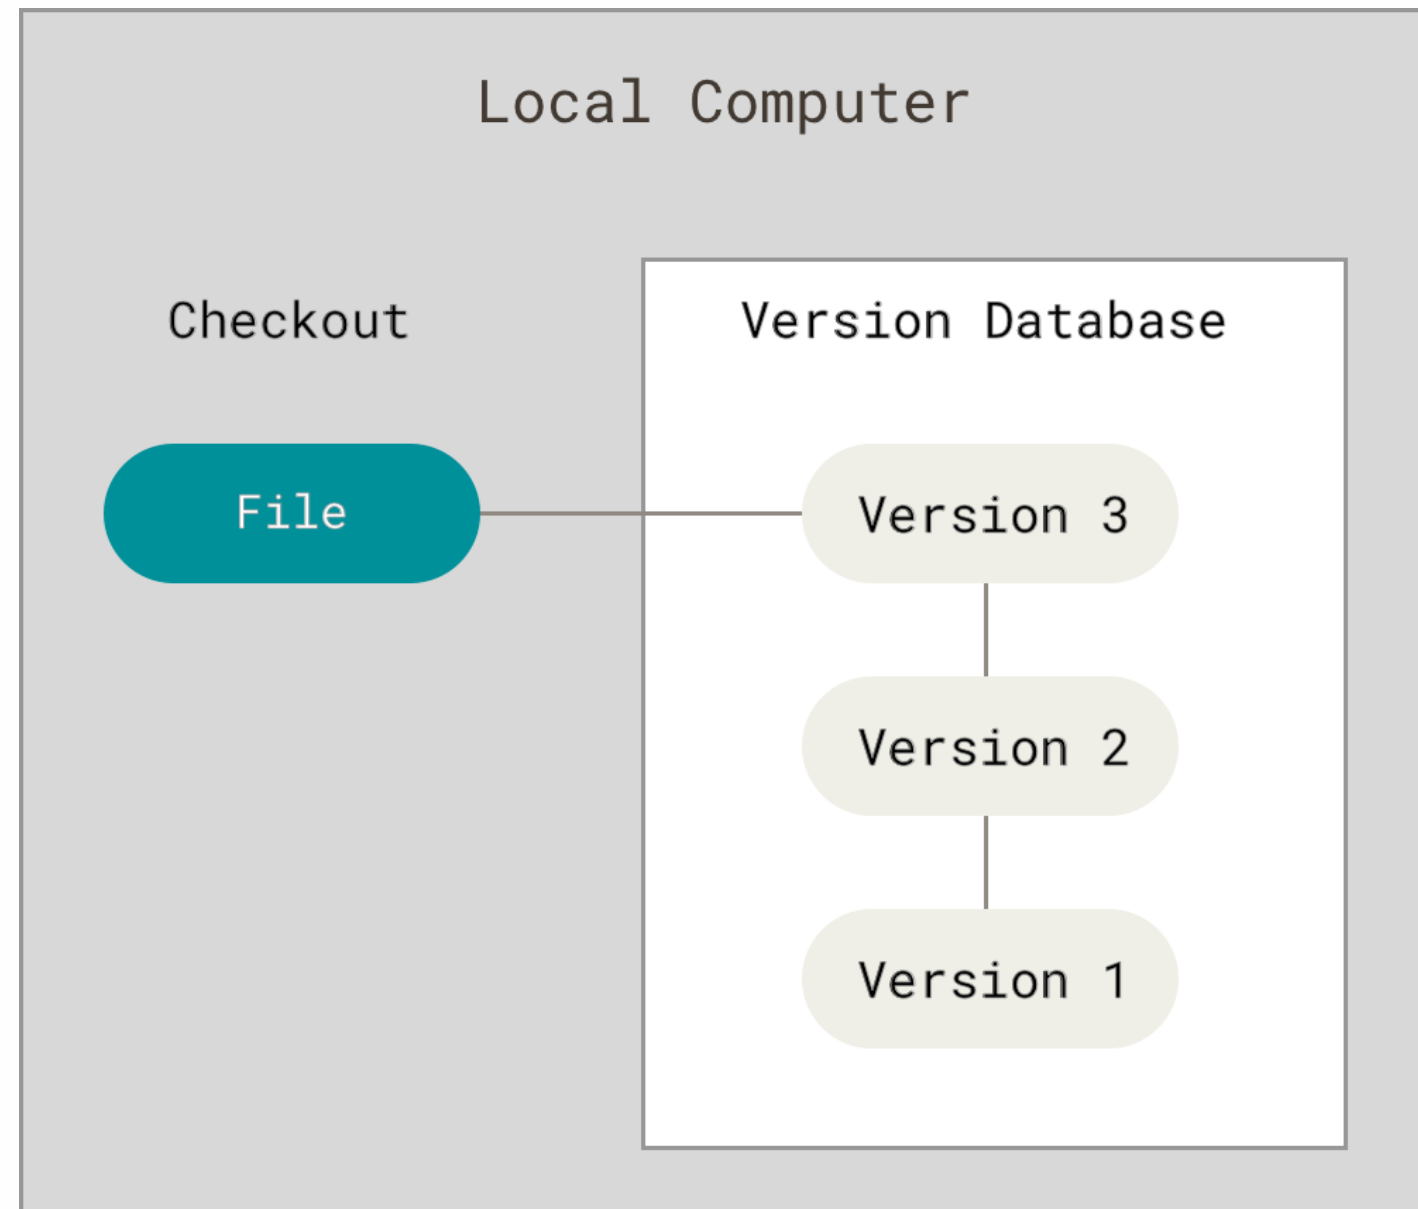 Local Computer
Checkout
Version Database
File
Version 3
Version 2
Version 1